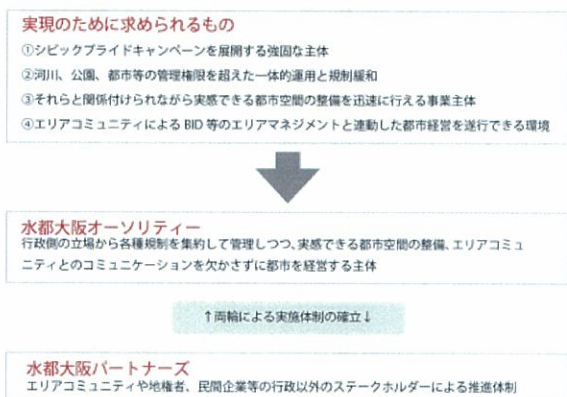 実現のために求められるもの
①シビックプライドキャンペーンを展開する強固な主体
②河川、公園、都市等の管理権限を超えた一体的運用と規制緩和
③それらと関係付けられながら実感できる都市空間の整備を迅速に行える事業主体
④エリアコミュニティによる BID 等のエリアマネジメントと連動した都市経営を遂行できる環境
水都大阪オーソリティー
行政側の立場から各種規制を集約して管理しつつ、実感できる都市空間の整備、エリアコミュ
ニティとのコミュニケーションを欠かさずに都市を経営する主体
↑両輪による実施体制の確立↓
水都大阪パートナーズ
エリアコミュニティや地権者、民間企業等の行政以外のステークホルダーによる推進体制